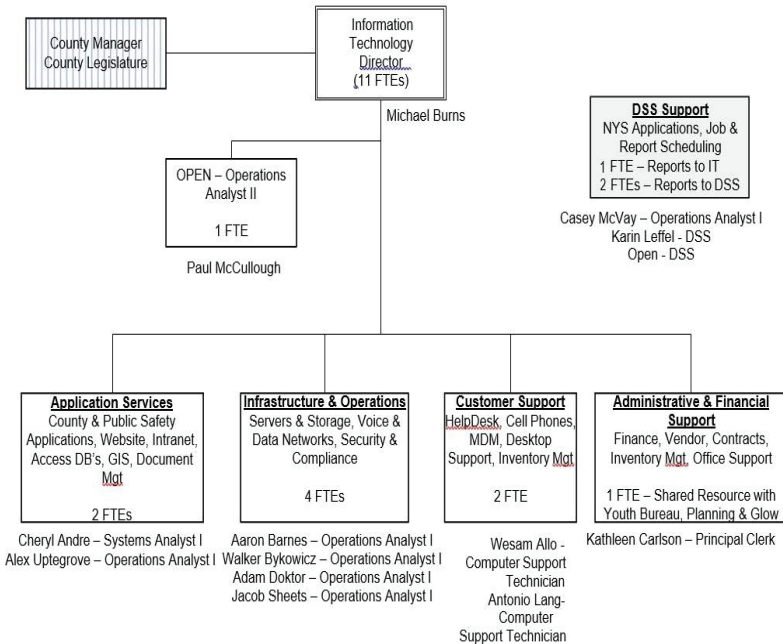 County Manager
County Legislature
Information
Technology
Director
(11 FTEs)
Michael Burns
OPEN – Operations
Analyst II
1 FTE
Paul McCullough
DSS Support
NYS Applications, Job &
Report Scheduling
1 FTE – Reports to IT
2 FTEs – Reports to DSS
Casey McVay – Operations Analyst I
Karin Leffel - DSS
Open - DSS
Application Services
County & Public Safety
Applications, Website, Intranet,
Access DB's, GIS, Document
Mgt
2 FTEs
Cheryl Andre – Systems Analyst I
Alex Uptegrove – Operations Analyst I
Infrastructure & Operations
Servers & Storage, Voice &
Data Networks, Security &
Compliance
4 FTEs
Aaron Barnes – Operations Analyst I
Walker Bykowicz – Operations Analyst I
Adam Doktor – Operations Analyst I
Jacob Sheets – Operations Analyst I
Customer Support
HelpDesk, Cell Phones,
MDM, Desktop
Support, Inventory Mgt
2 FTE
Wesam Allo -
Computer Support
Technician
Antonio Lang-
Computer
Support Technician
Administrative & Financial
Support
Finance, Vendor, Contracts,
Inventory Mgt, Office Support
1 FTE – Shared Resource with
Youth Bureau, Planning & Glow
Kathleen Carlson – Principal Clerk